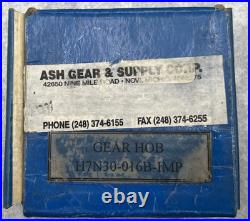 ASH GEAR & SUPPLY CORP.
42650 NINE MILE ROAD • NOVI, MICHIGAN
PHONE (248) 374-6155 FAX (248) 374-6255
GEAR HOB
H7N30-016B-IMP